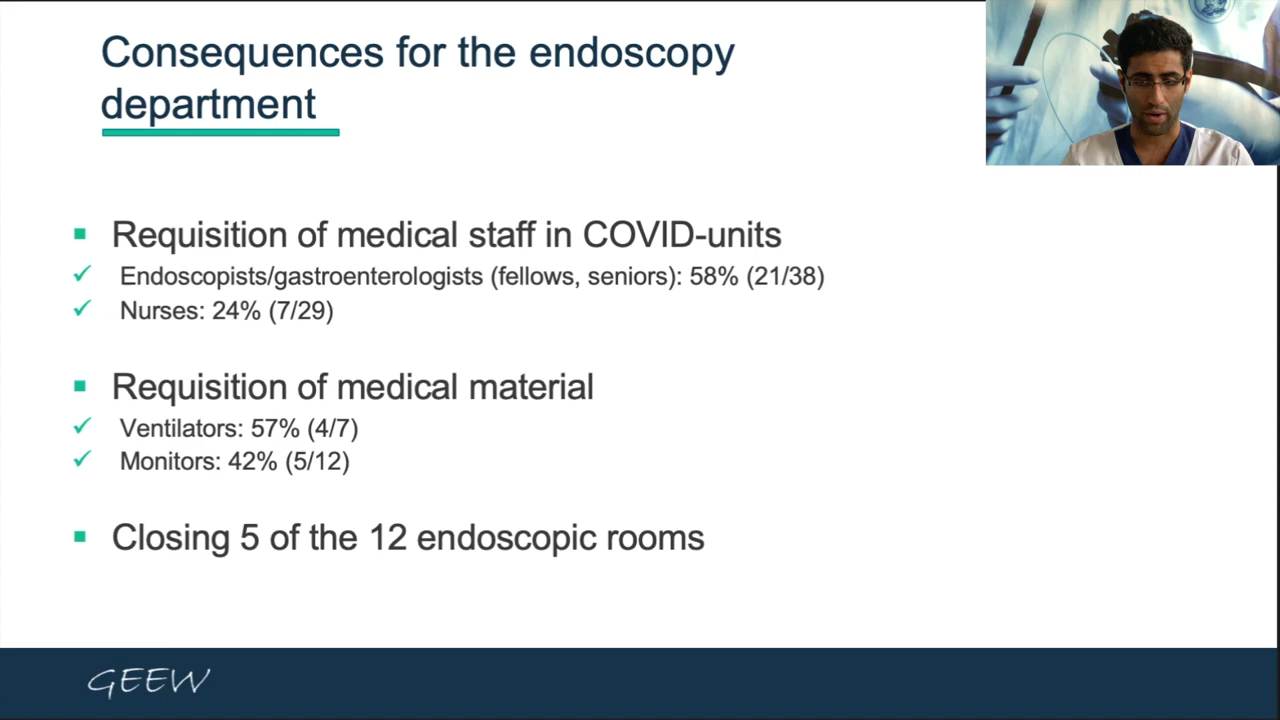 Consequences for the endoscopy
department
Requisition of medical staff in COVID-units
Endoscopists/gastroenterologists (fellows, seniors): 58% (21/38)
Nurses: 24% (7/29)
Requisition of medical material
Ventilators: 57% (4/7)
Monitors: 42% (5/12)
Closing 5 of the 12 endoscopic rooms
GEEW